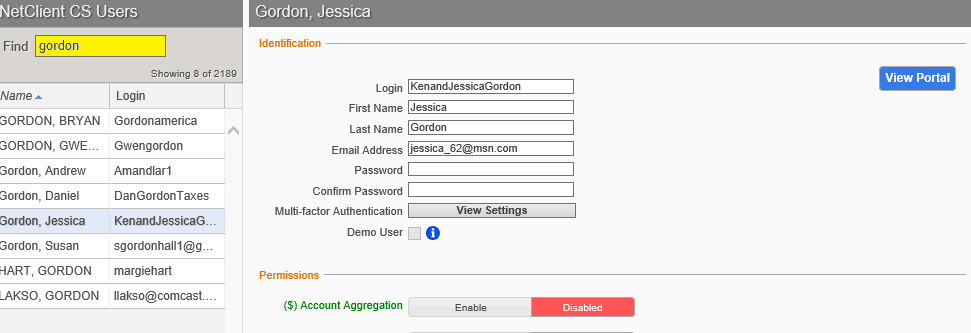 NetClient CS Users
Find gordon
Showing 8 of 2189
Name Login
GORDON, BRYAN Gordonamerica
GORDON, GWE... Gwengordon
Gordon, Andrew Amandlar1
Gordon, Daniel DanGordonTaxes
Gordon, Jessica KenandJessicaG...
Gordon, Susan sgordonhall1@g...
HART, GORDON margiehart
LAKSO, GORDON llakso@comcast....
Gordon, Jessica
Identification
View Portal
Login KenandJessicaGordon
First Name Jessica
Last Name Gordon
Email Address jessica_62@msn.com
Password
Confirm Password
Multi-factor Authentication View Settings
Demo User i
Permissions
($) Account Aggregation Enable Disabled